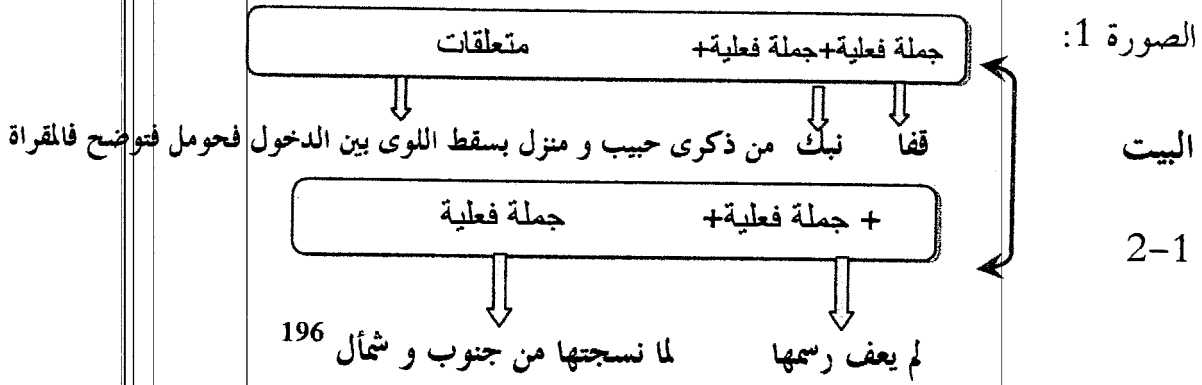 الصورة 1:
جملة فعلية+جملة فعلية+ متعلقات
البيت
قفا نبك من ذكرى حبيب و منزل بسقط اللوى بين الدخول فحومل فتوضح فالمقراة
2-1
+ جملة فعلية+ جملة فعلية
لم يعف رسمها لما نسجتها من جنوب و شمأل 196